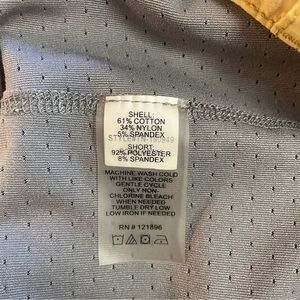 SHELL:
61% COTTON
34% NYLON
5% SPANDEX
SHORT:
92% POLYESTER
8% SPANDEX
MACHINE WASH COLD
WITH LIKE COLORS
GENTLE CYCLE
ONLY NON-
CHLORINE BLEACH
WHEN NEEDED
TUMBLE DRY LOW
LOW IRON IF NEEDED
RN # 121896